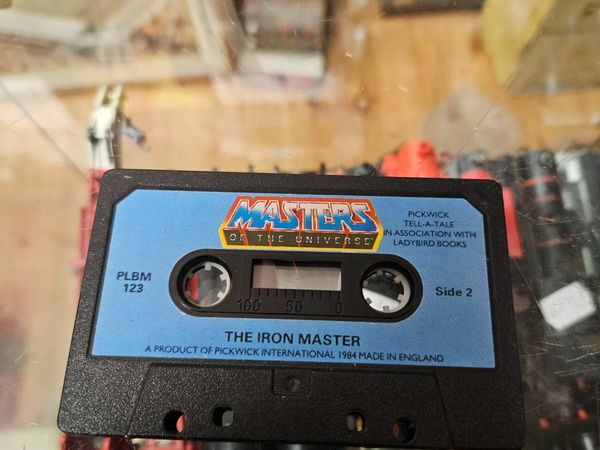 MASTERS
OF THE UNIVERSE
PICKWICK
TELL-A-TALE
IN ASSOCIATION WITH
LADYBIRD BOOKS
PLBM
123
100 50 0
Side 2
THE IRON MASTER
A PRODUCT OF PICKWICK INTERNATIONAL 1984 MADE IN ENGLAND